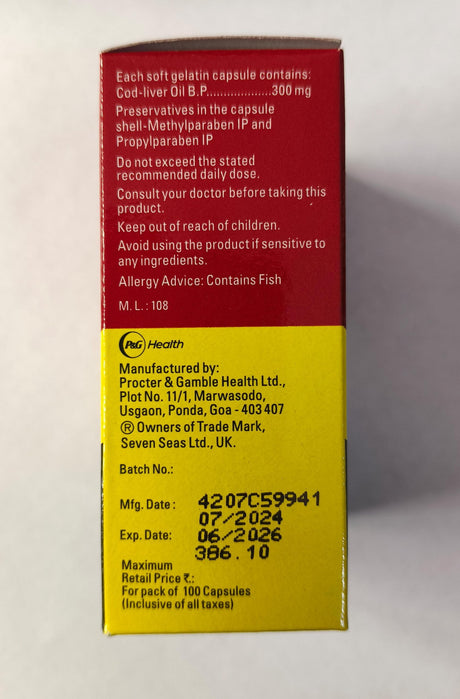 Each soft gelatin capsule contains:
Cod-liver Oil B.P...................300 mg
Preservatives in the capsule
shell-Methylparaben IP and
Propylparaben IP
Do not exceed the stated
recommended daily dose.
Consult your doctor before taking this
product.
Keep out of reach of children.
Avoid using the product if sensitive to
any ingredients.
Allergy Advice: Contains Fish
M. L. : 108
P&G Health
Manufactured by:
Procter & Gamble Health Ltd.,
Plot No. 11/1, Marwasodo,
Usgaon, Ponda, Goa - 403 407
® Owners of Trade Mark,
Seven Seas Ltd., UK.
Batch No.:
Mfg. Date : 4207C59941
07/2024
Exp. Date: 06/2026
386.10
Maximum
Retail Price ₹.:
For pack of 100 Capsules
(Inclusive of all taxes)